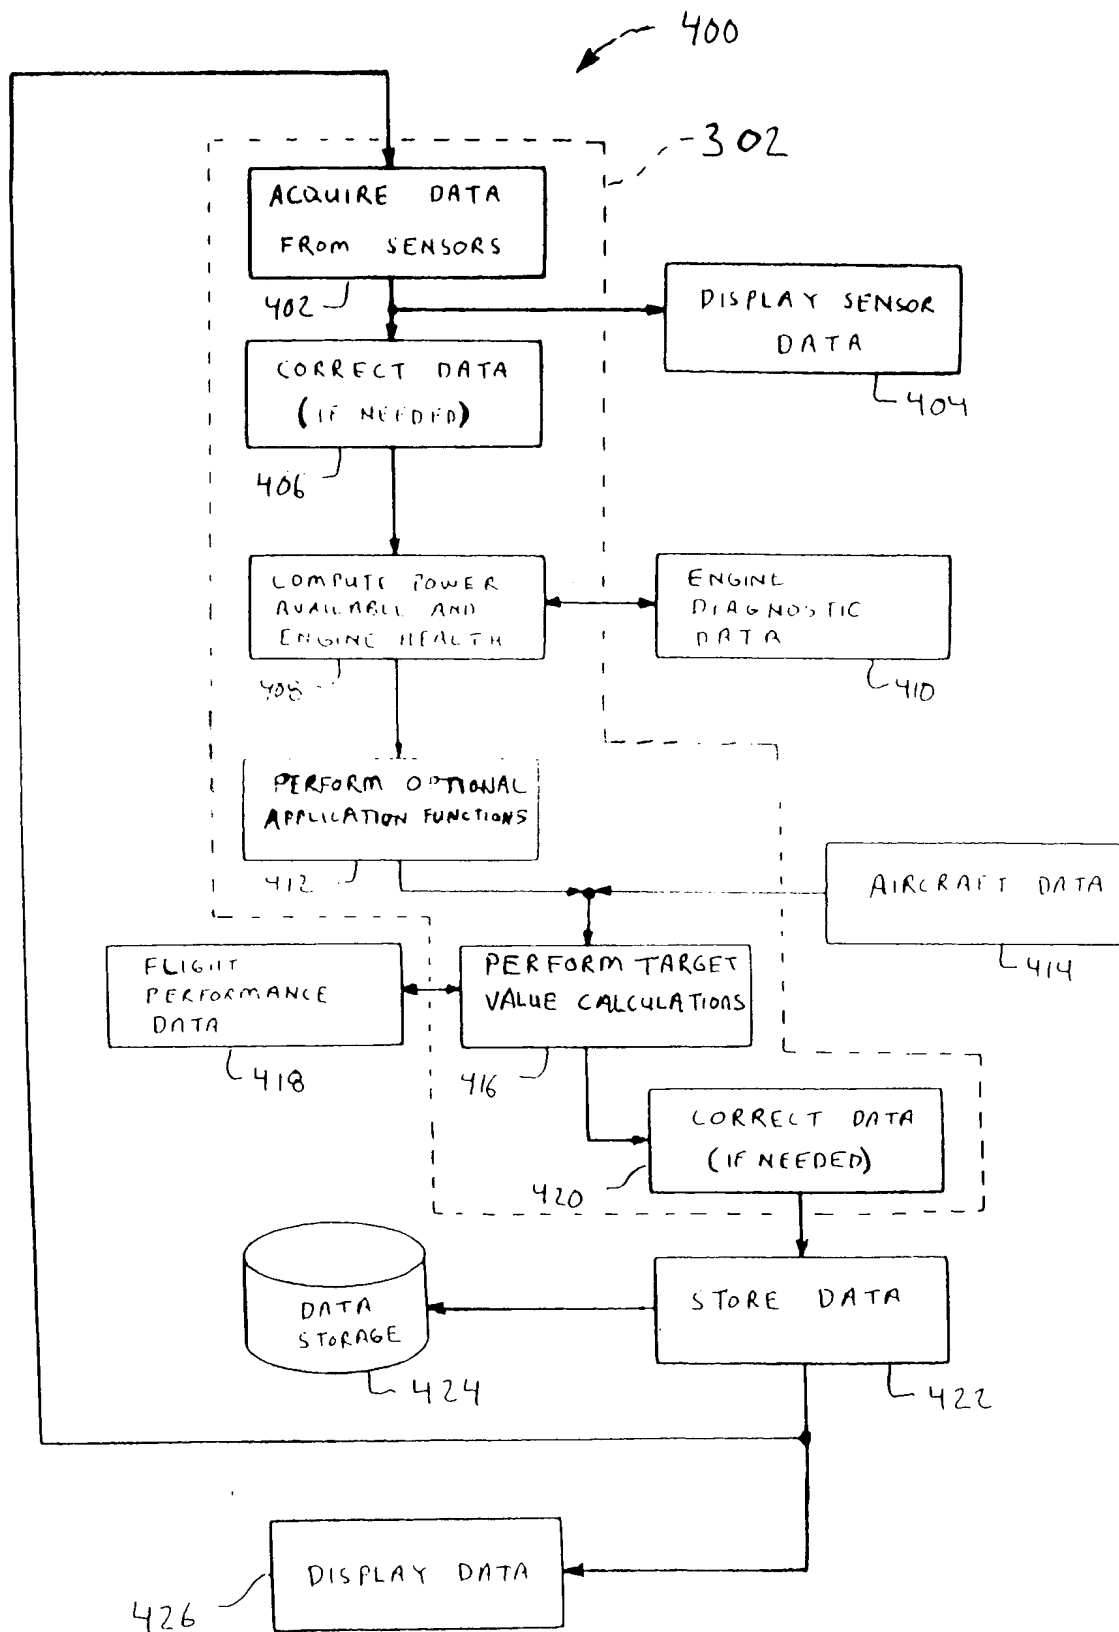 400
302
ACQUIRE DATA
FROM SENSORS
402
DISPLAY SENSOR
DATA
404
CORRECT DATA
(IF NEEDED)
406
COMPUTE POWER
AVAILABLE AND
ENGINE HEALTH
408
ENGINE
DIAGNOSTIC
DATA
410
PERFORM OPTIONAL
APPLICATION FUNCTIONS
412
AIRCRAFT DATA
414
FLIGHT
PERFORMANCE
DATA
418
PERFORM TARGET
VALUE CALCULATIONS
416
CORRECT DATA
(IF NEEDED)
420
DATA
STORAGE
424
STORE DATA
422
DISPLAY DATA
426